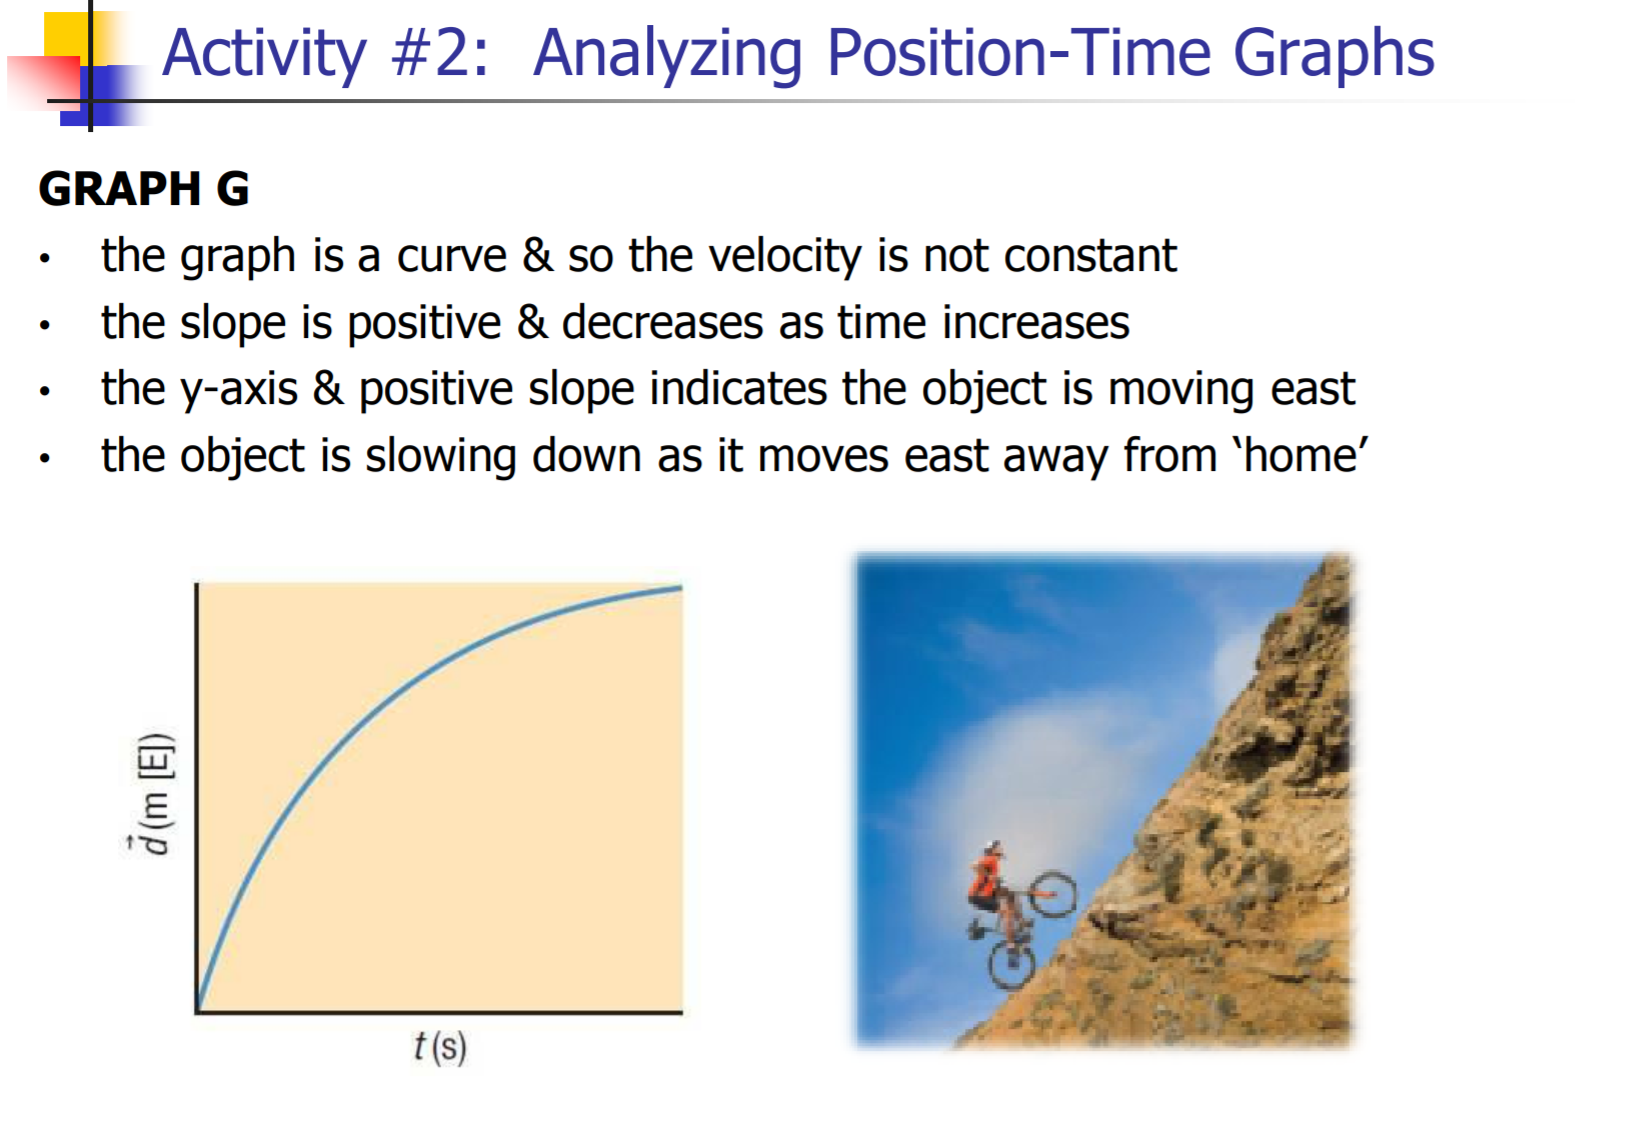 Activity #2:  Analyzing Position-Time Graphs
GRAPH G
• the graph is a curve & so the velocity is not constant
• the slope is positive & decreases as time increases
• the y-axis & positive slope indicates the object is moving east
• the object is slowing down as it moves east away from ‘home’
d⃗ (m [E])
t (s)